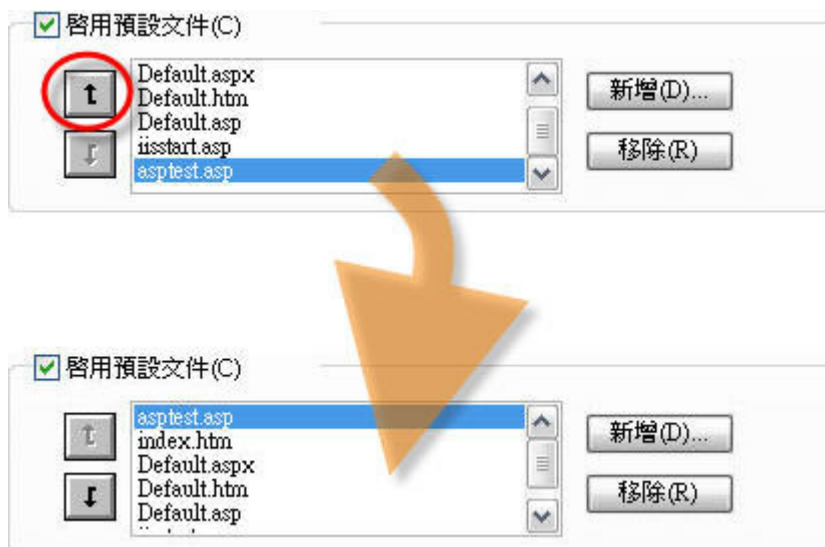 啓用預設文件(C)
Default.aspx
Default.htm
Default.asp
iisstart.asp
asptest.asp
新增(D)...
移除(R)
啓用預設文件(C)
asptest.asp
index.htm
Default.aspx
Default.htm
Default.asp
新增(D)...
移除(R)